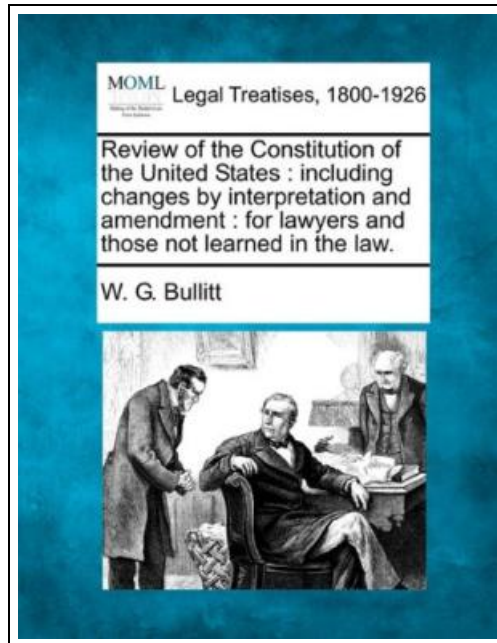 MOML
Legal Treatises, 1800-1926
Review of the Constitution of
the United States : including
changes by interpretation and
amendment : for lawyers and
those not learned in the law.
W. G. Bullitt